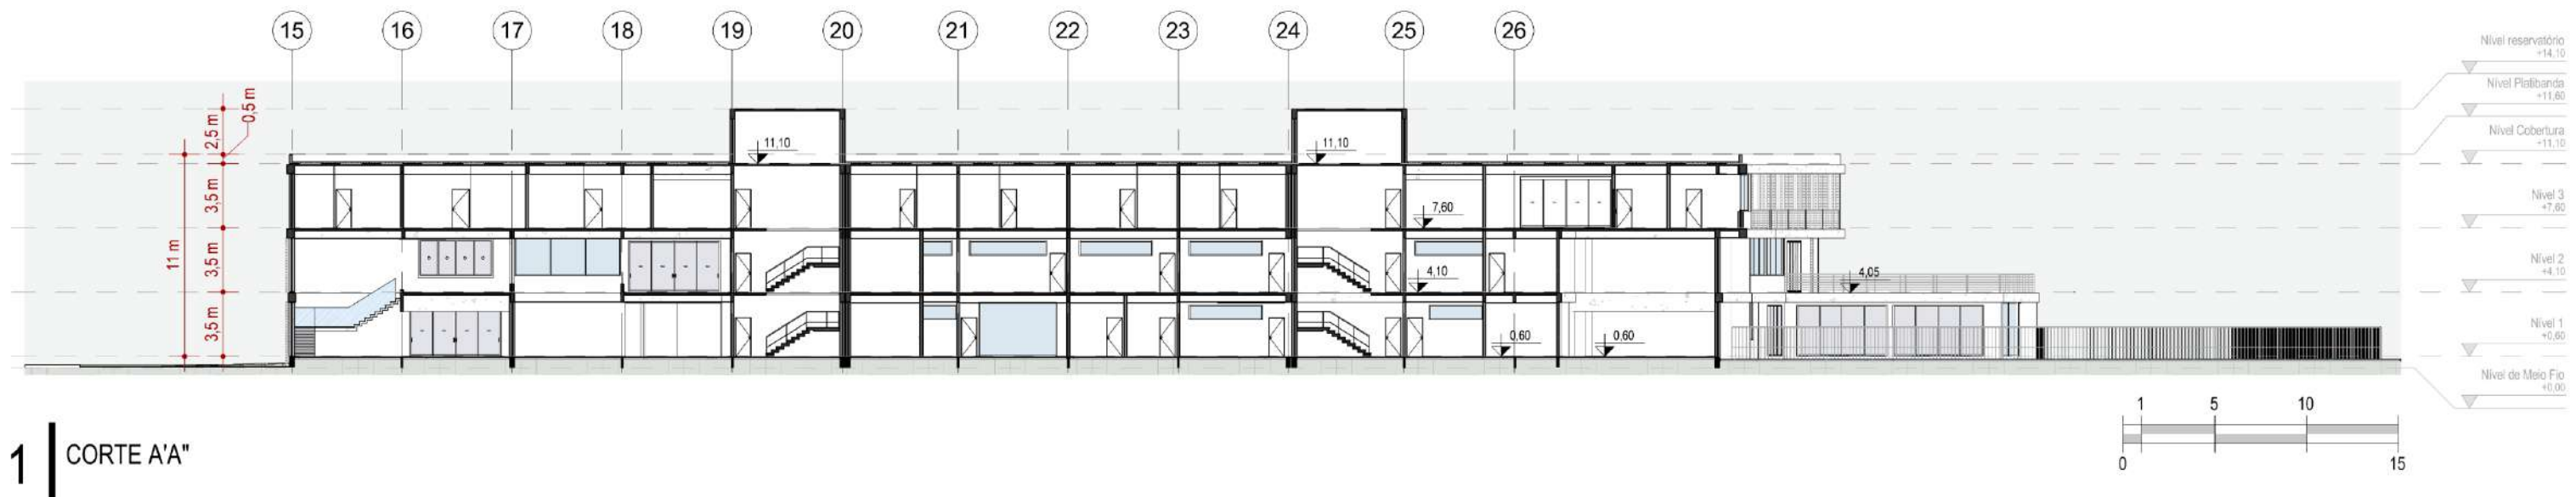 15 16 17 18 19 20 21 22 23 24 25 26
Nível reservatório
+14,10
Nível Platibanda
+11,60
Nível Cobertura
+11,10
Nível 3
+7,60
Nível 2
+4,10
Nível 1
+0,60
Nível de Meio Fio
+0,00
0,5 m
2,5 m
3,5 m
3,5 m
3,5 m
11 m
11,10
11,10
7,60
4,10
4,05
0,60
0,60
1 5 10
0 15
1 CORTE A'A"